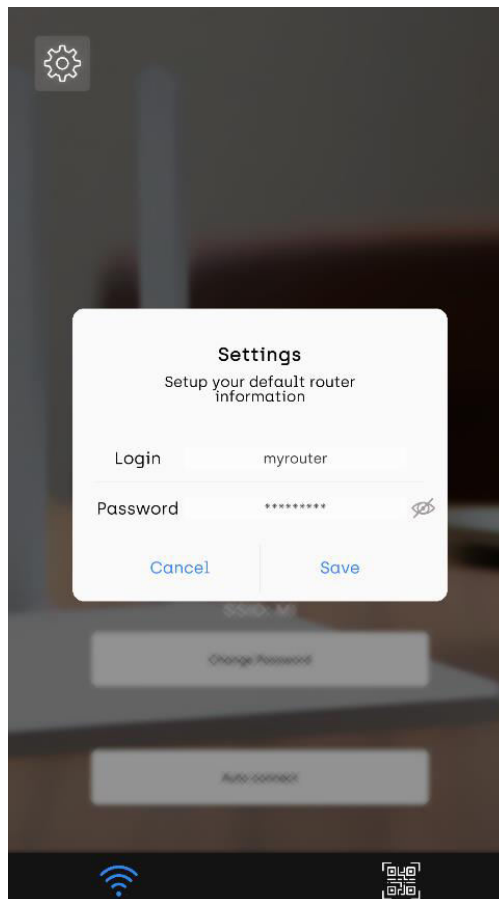 Settings
Setup your default router
information
Login myrouter
Password *********
Cancel Save
SSID: MI
Change Password
Auto connect